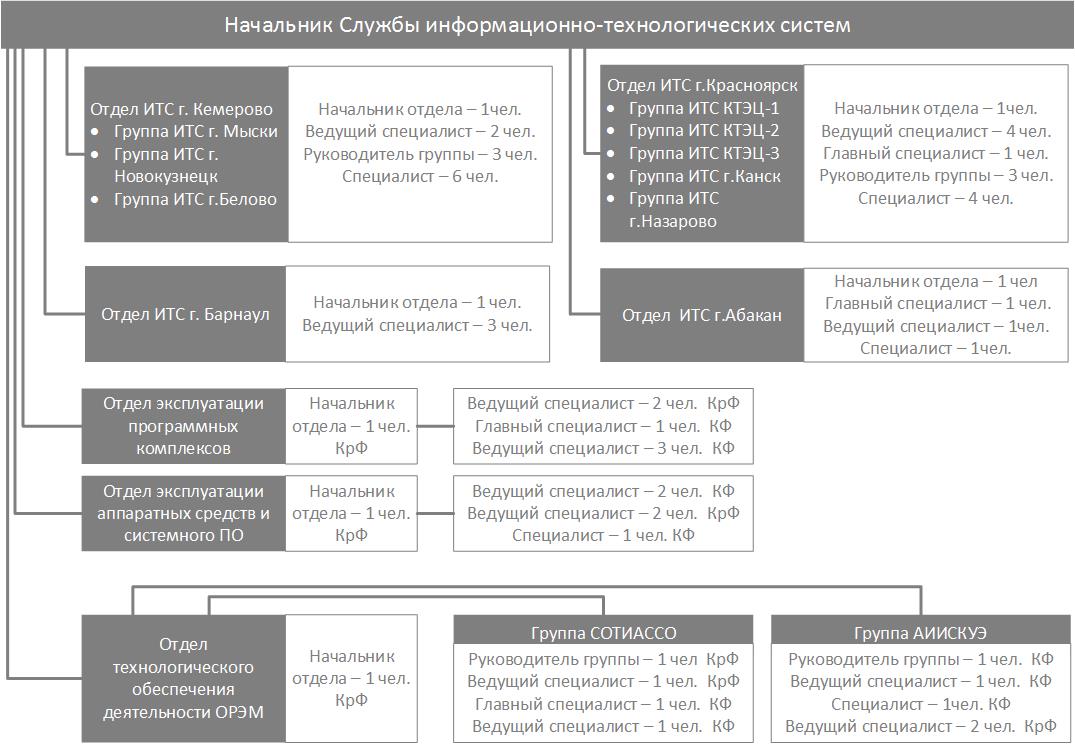 Начальник Службы информационно-технологических систем
Отдел ИТС г. Кемерово
• Группа ИТС г. Мыски
• Группа ИТС г.
Новокузнецк
• Группа ИТС г.Белово
Начальник отдела – 1чел.
Ведущий специалист – 2 чел.
Руководитель группы – 3 чел.
Специалист – 6 чел.
Отдел ИТС г.Красноярск
• Группа ИТС КТЭЦ-1
• Группа ИТС КТЭЦ-2
• Группа ИТС КТЭЦ-3
• Группа ИТС г.Канск
• Группа ИТС
г.Назарово
Начальник отдела – 1чел.
Ведущий специалист – 4 чел.
Главный специалист – 1 чел.
Руководитель группы – 3 чел.
Специалист – 4 чел.
Отдел ИТС г. Барнаул
Начальник отдела – 1 чел.
Ведущий специалист – 3 чел.
Отдел ИТС г.Абакан
Начальник отдела – 1 чел
Главный специалист – 1 чел.
Ведущий специалист – 1чел.
Специалист – 1чел.
Отдел эксплуатации
программных
комплексов
Начальник
отдела – 1 чел.
КрФ
Ведущий специалист – 2 чел. КрФ
Главный специалист – 1 чел. КФ
Ведущий специалист – 3 чел. КФ
Отдел эксплуатации
аппаратных средств и
системного ПО
Начальник
отдела – 1 чел.
КрФ
Ведущий специалист – 2 чел. КФ
Ведущий специалист – 2 чел. КрФ
Специалист – 1 чел. КФ
Отдел
технологического
обеспечения
деятельности ОРЭМ
Начальник
отдела – 1 чел.
КрФ
Группа СОТИАССО
Руководитель группы – 1 чел КрФ
Ведущий специалист – 1 чел. КрФ
Главный специалист – 1 чел. КФ
Ведущий специалист – 1 чел. КФ
Группа АИИСКУЭ
Руководитель группы – 1 чел. КФ
Ведущий специалист – 1 чел. КФ
Специалист – 1чел. КФ
Ведущий специалист – 2 чел. КрФ